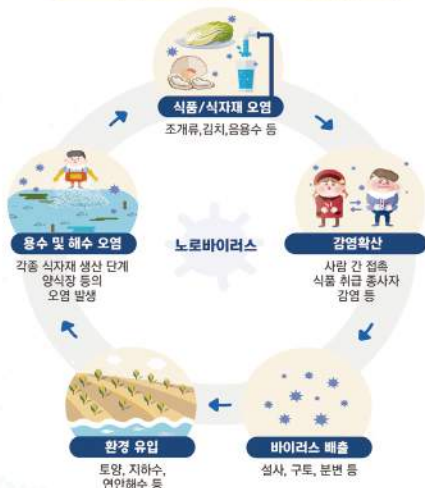 식품/식자재 오염
조개류,김치,음용수 등
용수 및 해수 오염
각종 식자재 생산 단계
양식장 등의
오염 발생
노로바이러스
감염확산
사람 간 접촉
식품 취급 종사자
감염 등
환경 유입
토양, 지하수,
연안해수 등
바이러스 배출
설사, 구토, 분변 등